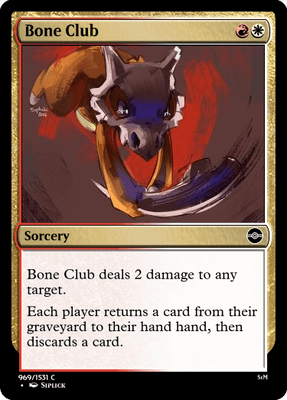 Bone Club
Sorcery
Bone Club deals 2 damage to any
target.
Each player returns a card from their
graveyard to their hand hand, then
discards a card.
969/1531 C
S1M
SIPLICK